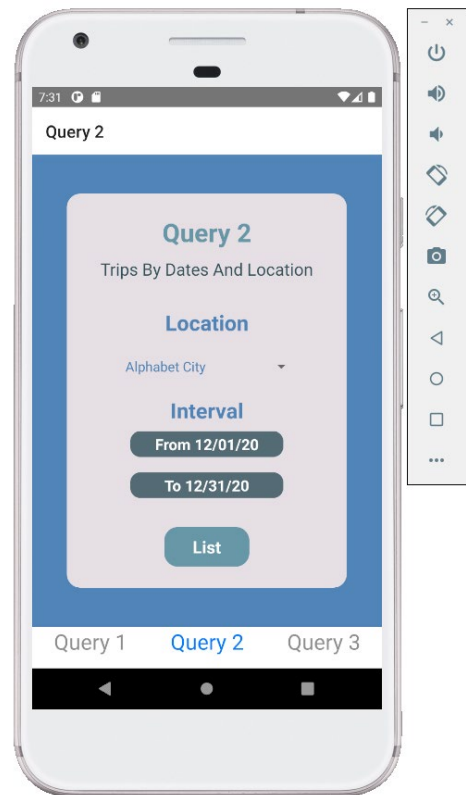 7:31
Query 2
Query 2
Trips By Dates And Location
Location
Alphabet City
Interval
From 12/01/20
To 12/31/20
List
Query 1 Query 2 Query 3